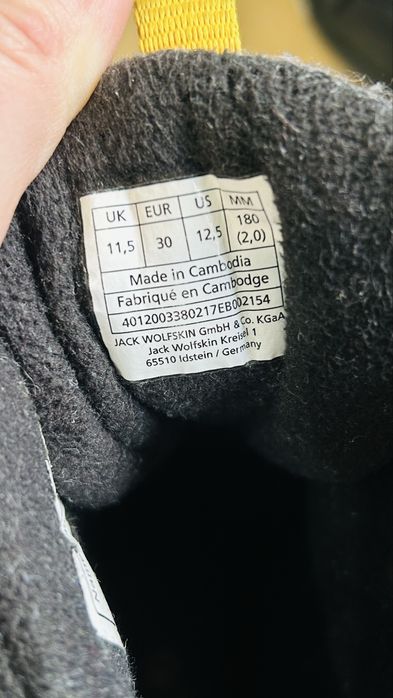 UK EUR US MM
11,5 30 12,5 180 (2,0)
Made in Cambodia
Fabriqué en Cambodge
4012003380217EB002154
JACK WOLFSKIN GmbH & Co. KGaA
Jack Wolfskin Kreisel 1
65510 Idstein / Germany